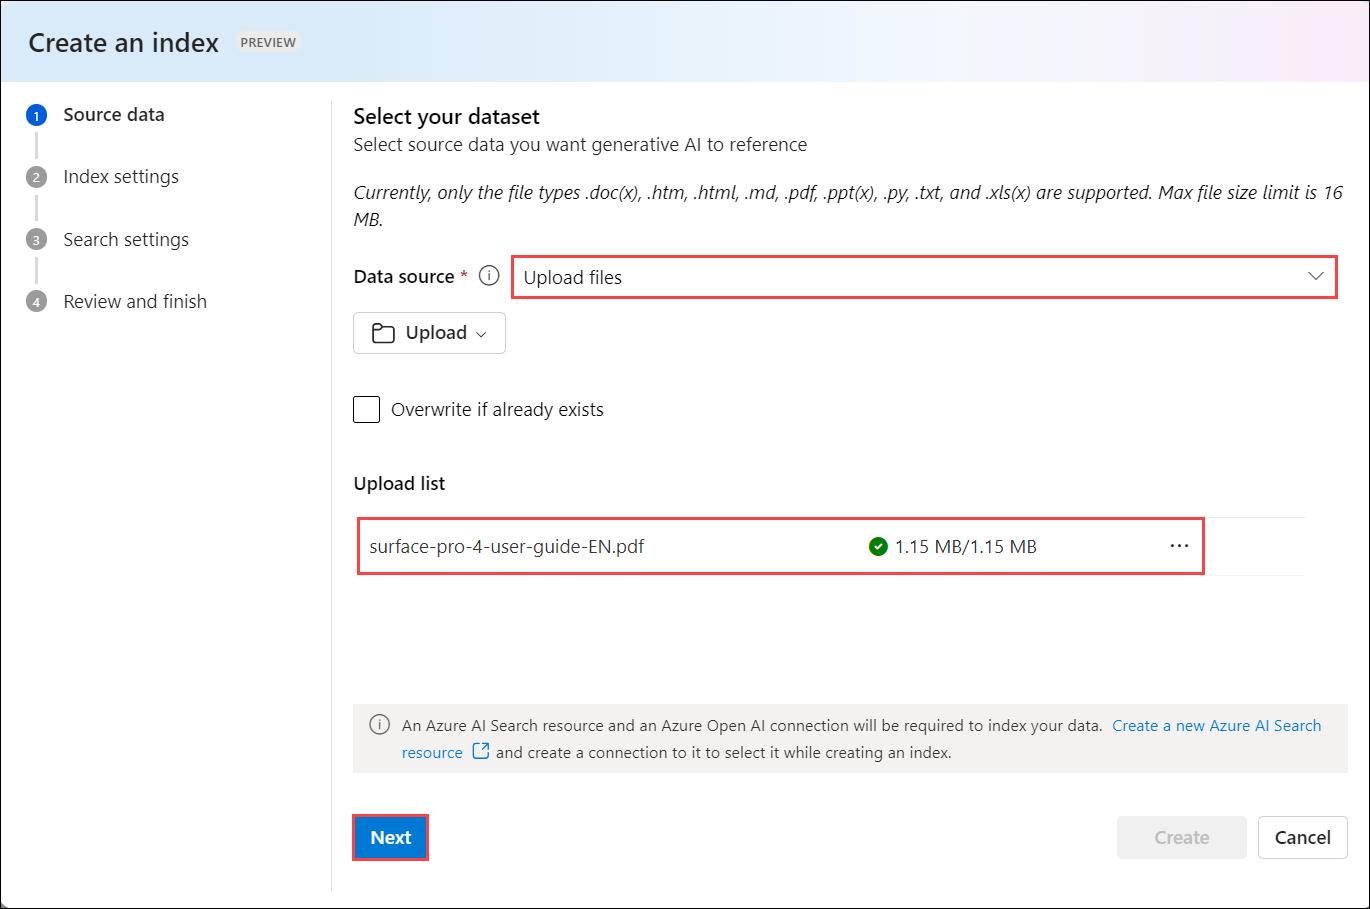 Create an index PREVIEW
1 Source data
2 Index settings
3 Search settings
4 Review and finish
Select your dataset
Select source data you want generative AI to reference
Currently, only the file types .doc(x), .htm, .html, .md, .pdf, .ppt(x), .py, .txt, and .xls(x) are supported. Max file size limit is 16
MB.
Data source * Upload files
Upload
Overwrite if already exists
Upload list
surface-pro-4-user-guide-EN.pdf 1.15 MB/1.15 MB ...
An Azure AI Search resource and an Azure Open AI connection will be required to index your data. Create a new Azure AI Search
resource and create a connection to it to select it while creating an index.
Next Create Cancel